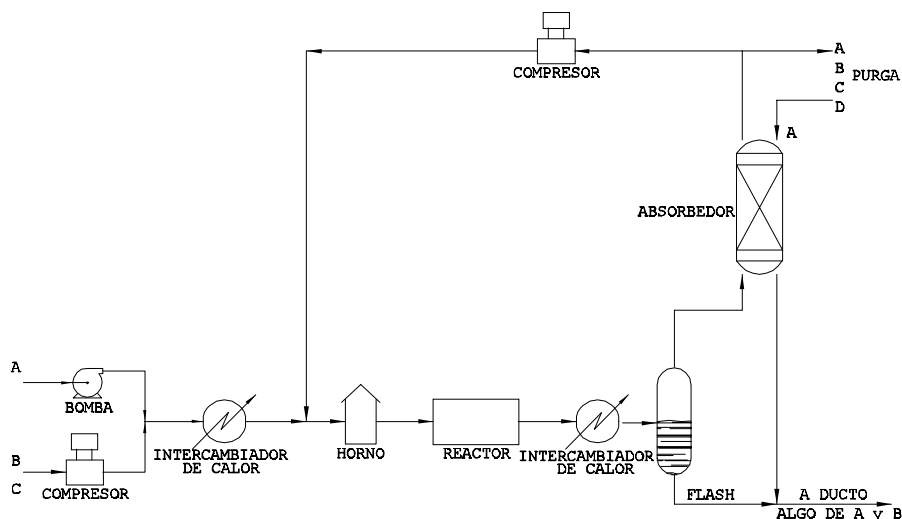 COMPRESOR
A
B
C
D
PURGA
A
ABSORBEDOR
A
BOMBA
B
C
COMPRESOR
INTERCAMBIADOR
DE CALOR
HORNO
REACTOR
INTERCAMBIADOR
DE CALOR
FLASH
A DUCTO
ALGO DE A y B